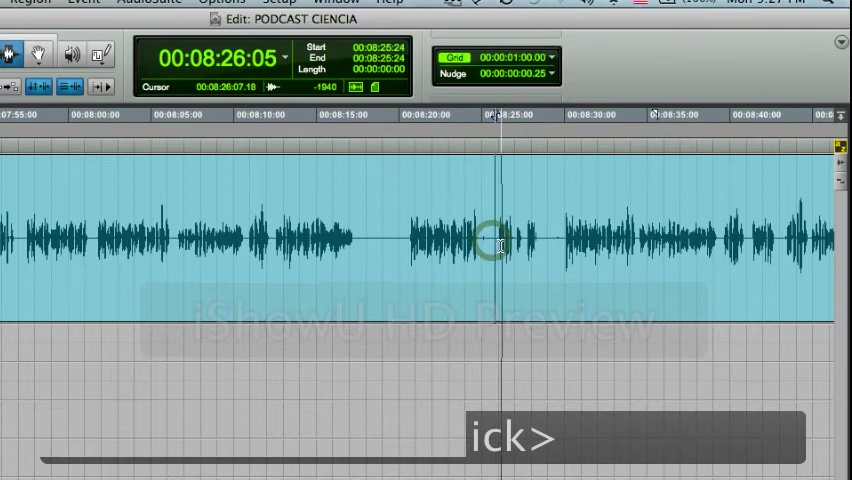 Region Event AudioSuite Options Setup Window Help (100%) Mon 9:27 PM
Edit: PODCAST CIENCIA
00:08:26:05
Start 00:08:25:24
End 00:08:25:24
Length 00:00:00:00
Cursor 00:08:26:07.18 -1940
Grid 00:00:01:00.00
Nudge 00:00:00:00.25
:07:55:00 00:08:00:00 00:08:05:00 00:08:10:00 00:08:15:00 00:08:20:00 00:08:25:00 00:08:30:00 00:08:35:00 00:08:40:00 00:0
iShowU HD Preview
ick>